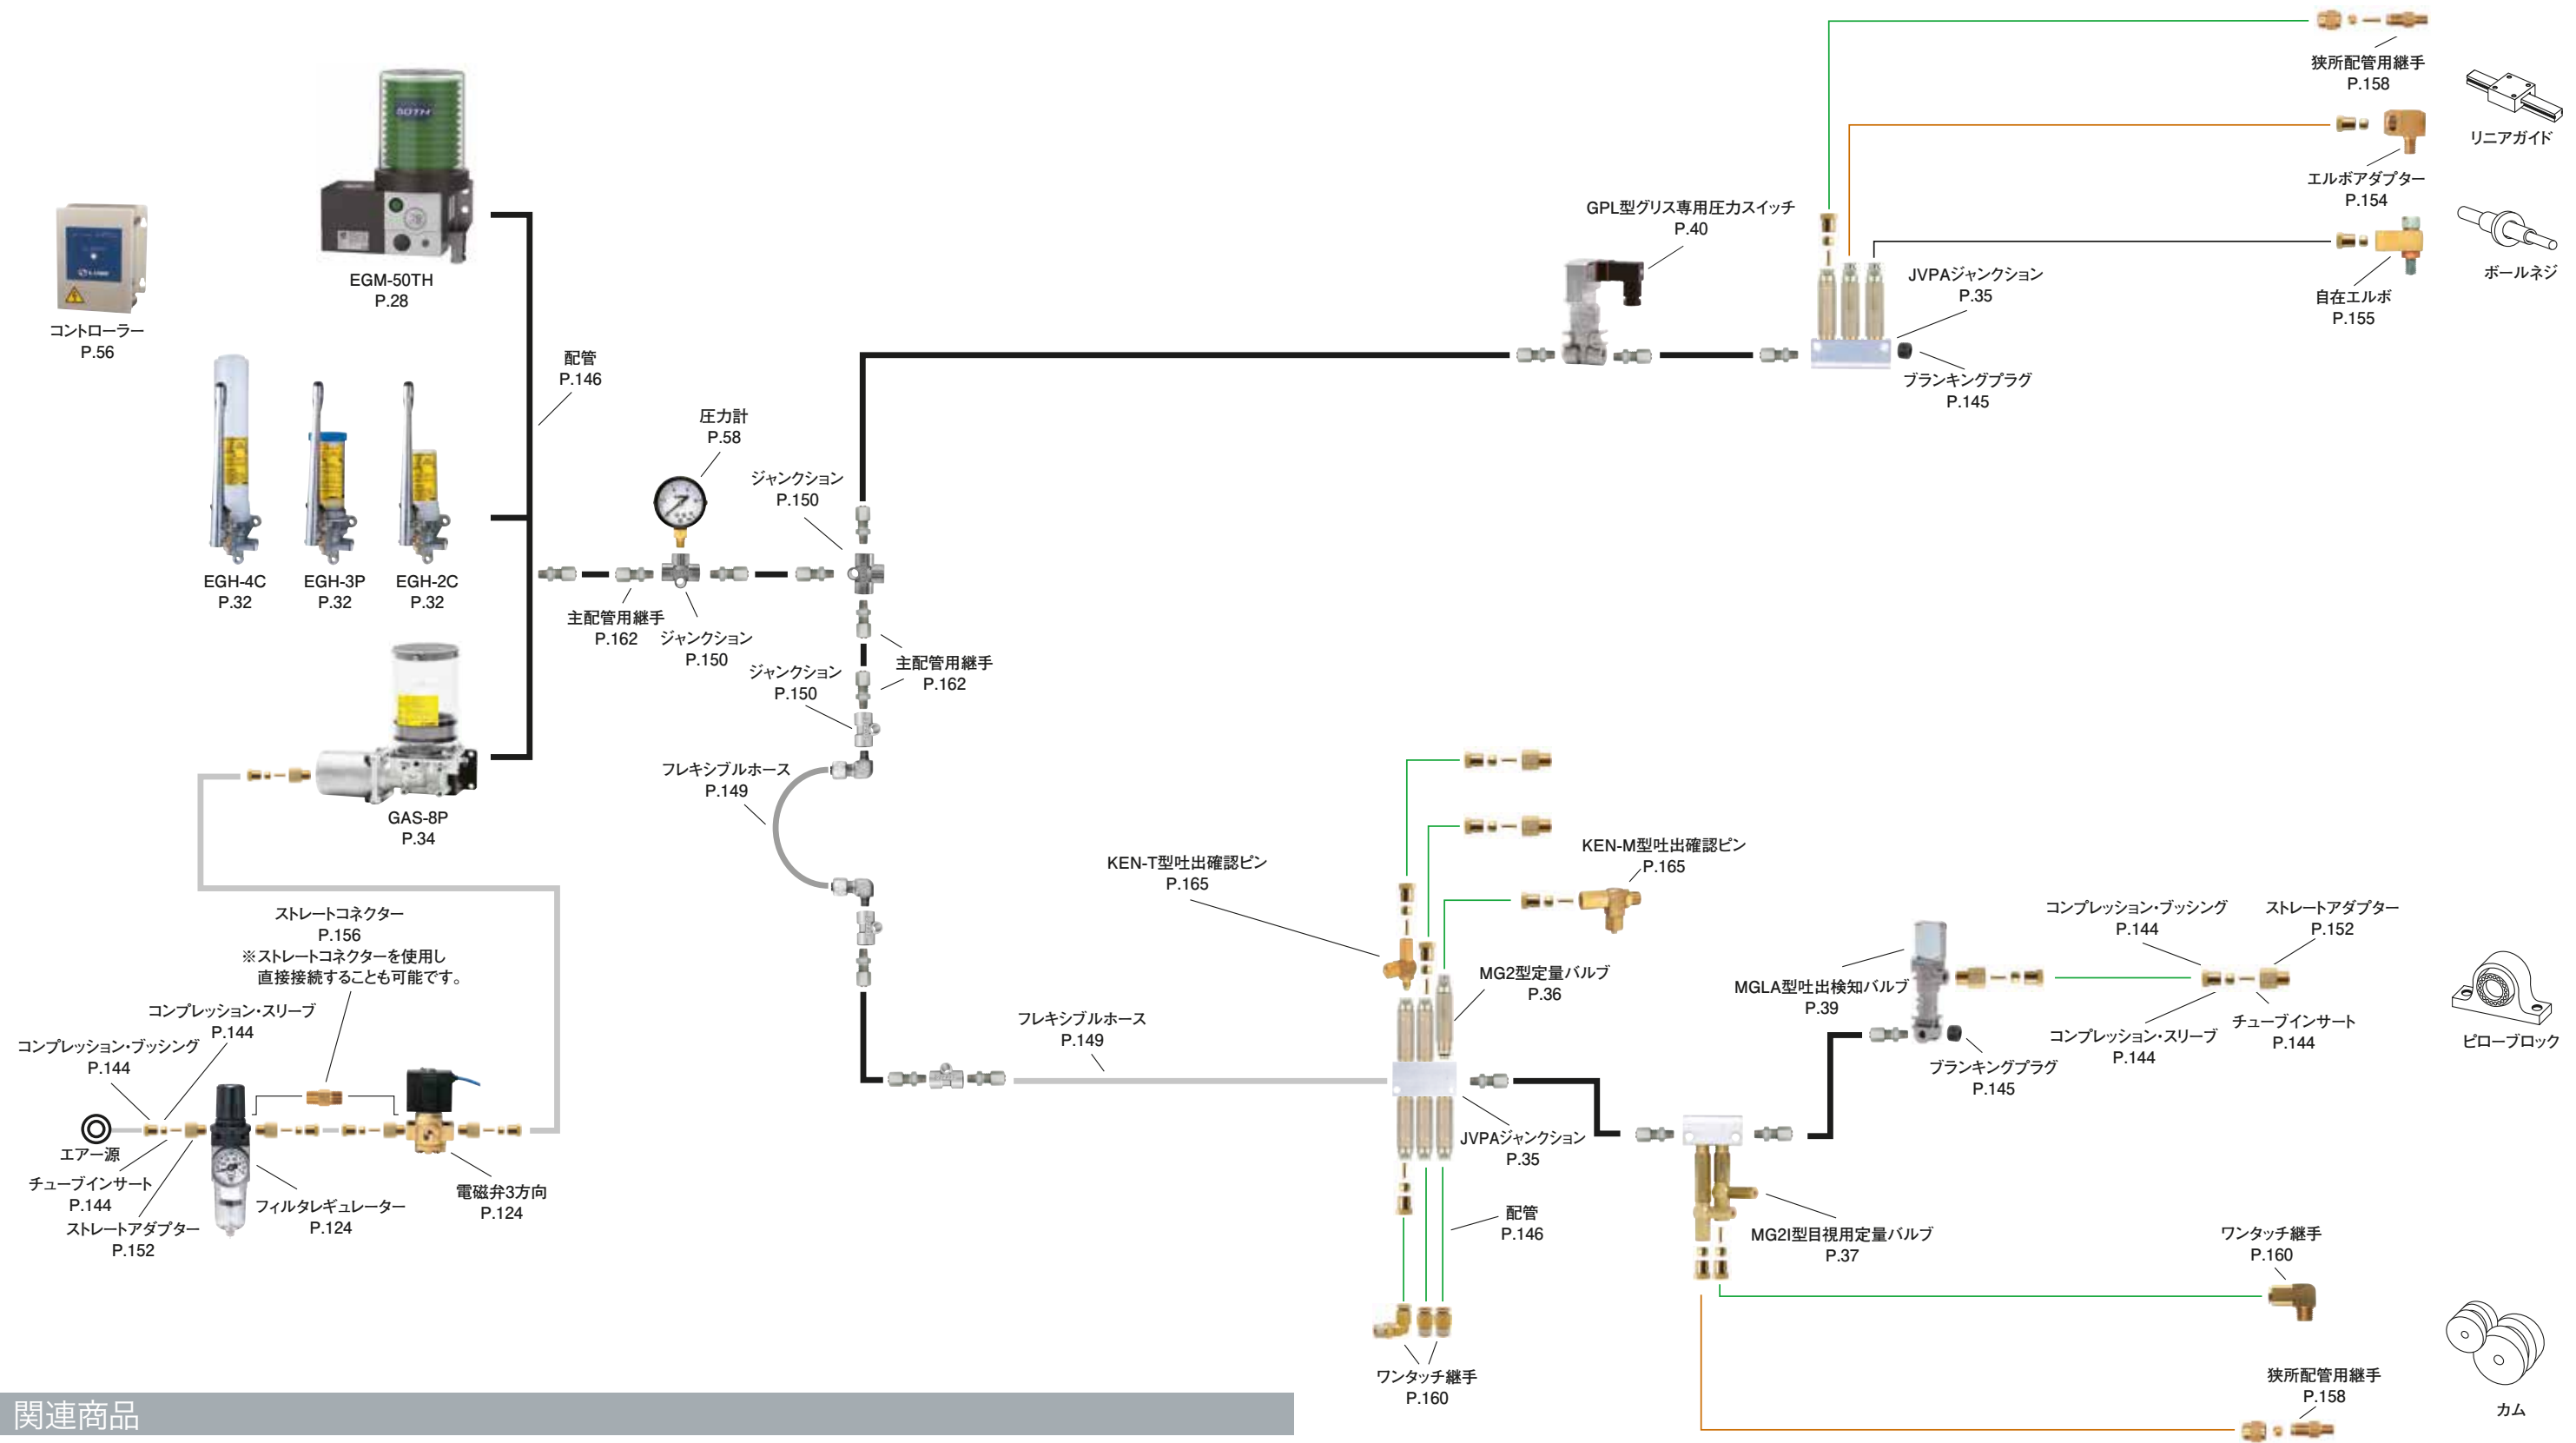 狭所配管用継手
P.158
リニアガイド
エルボアダプター
P.154
自在エルボ
P.155
ボールネジ
50TH
EGM-50TH
P.28
コントローラー
P.56
GPL型グリス専用圧力スイッチ
P.40
JVPAジャンクション
P.35
ブランキングプラグ
P.145
配管
P.146
圧力計
P.58
ジャンクション
P.150
EGH-4C
P.32
EGH-3P
P.32
EGH-2C
P.32
主配管用継手
P.162
ジャンクション
P.150
主配管用継手
P.162
ジャンクション
P.150
フレキシブルホース
P.149
GAS-8P
P.34
ストレートコネクター
P.156
※ストレートコネクターを使用し
直接接続することも可能です。
コンプレッション・スリーブ
P.144
コンプレッション・ブッシング
P.144
エアー源
チューブインサート
P.144
ストレートアダプター
P.152
フィルタレギュレーター
P.124
電磁弁3方向
P.124
フレキシブルホース
P.149
KEN-T型吐出確認ピン
P.165
KEN-M型吐出確認ピン
P.165
MG2型定量バルブ
P.36
JVPAジャンクション
P.35
配管
P.146
ワンタッチ継手
P.160
MGLA型吐出検知バルブ
P.39
ブランキングプラグ
P.145
コンプレッション・ブッシング
P.144
ストレートアダプター
P.152
コンプレッション・スリーブ
P.144
チューブインサート
P.144
ピローブロック
MG2I型目視用定量バルブ
P.37
ワンタッチ継手
P.160
狭所配管用継手
P.158
カム
関連商品